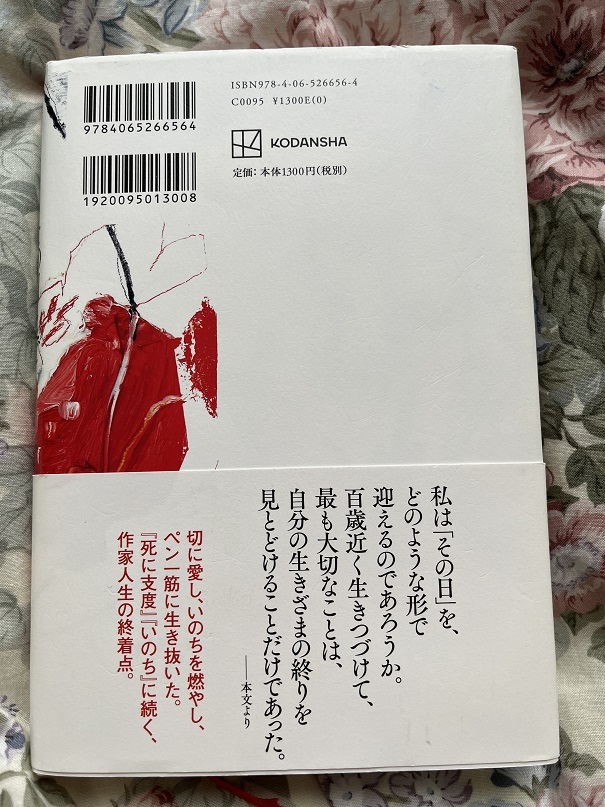 ISBN978-4-06-526656-4
C0095 ¥1300E(0)
9784065266564
KODANSHA
定価：本体1300円（税別）
1920095013008
私は「その日」を、
どのような形で
迎えるのであろうか。
百歳近く生きつづけて、
最も大切なことは、
自分の生きざまの終りを
見とどけることだけであった。
──本文より
切に愛し、いのちを燃やし、
ペン一筋に生き抜いた。
『死に支度』『いのち』に続く、
作家人生の終着点。